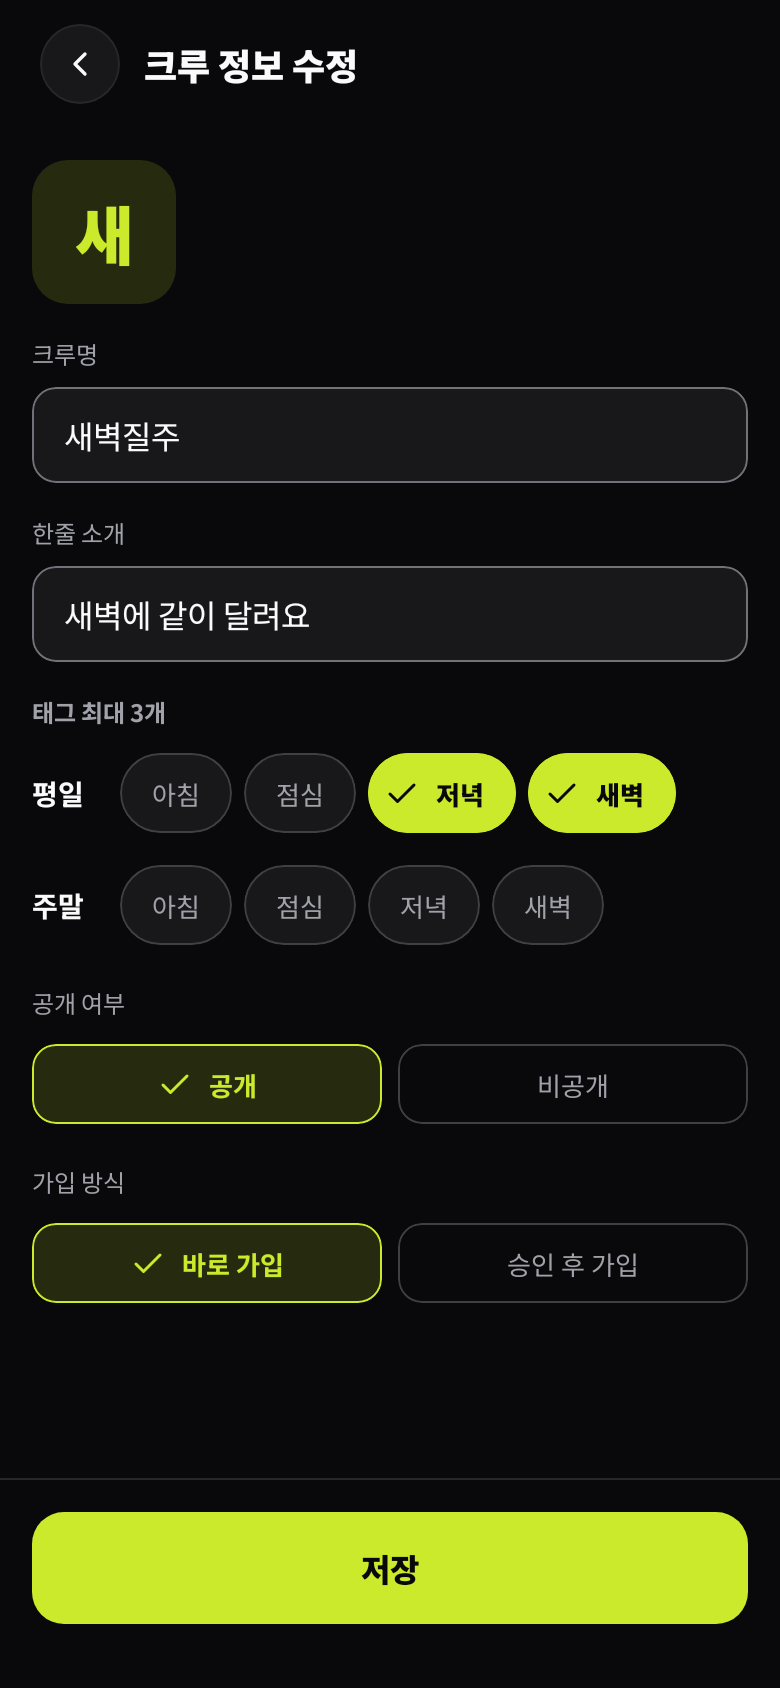 크루 정보 수정
새
크루명
새벽질주
한줄 소개
새벽에 같이 달려요
태그 최대 3개
평일 아침 점심 저녁 새벽
주말 아침 점심 저녁 새벽
공개 여부
공개 비공개
가입 방식
바로 가입 승인 후 가입
저장